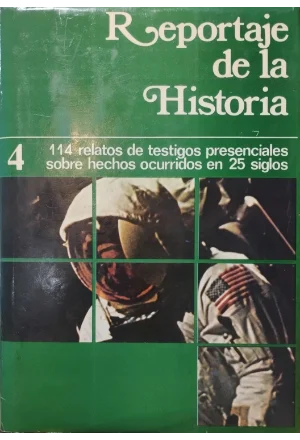 Reportaje
de la
Historia
4
114 relatos de testigos presenciales
sobre hechos ocurridos en 25 siglos